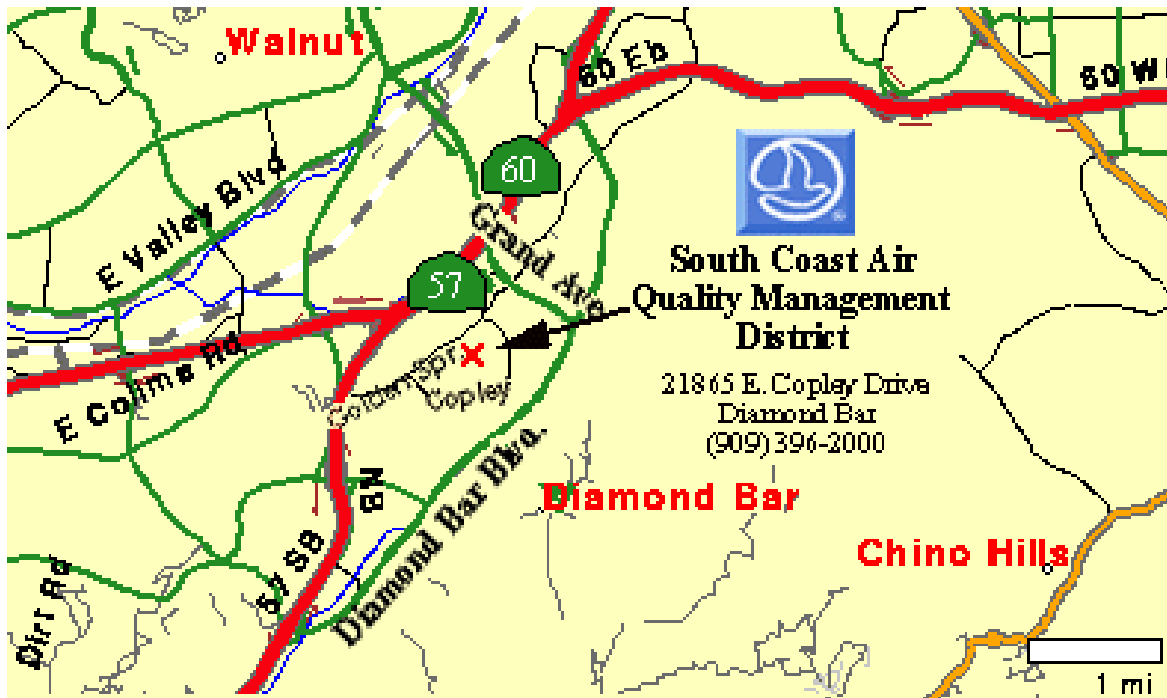 Walnut
60 Eb
60 W
60
E Valley Blvd
Grand Ave
57
South Coast Air
Quality Management
District
E Colima Rd
Golden Spr
Copley
21865 E. Copley Drive
Diamond Bar
(909) 396-2000
NB
Diamond Bar Blvd.
Diamond Bar
57 SB
Chino Hills
Dirt Rd
1 mi